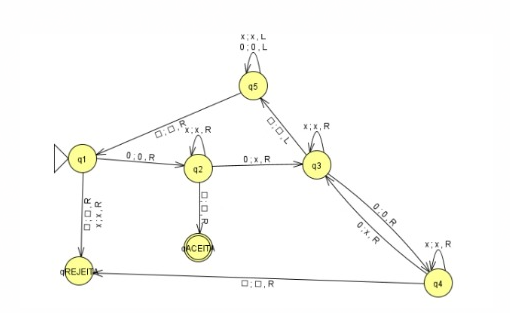 x ; x , L
0 ; 0 , L
q5
□ ; □ , R
x ; x , R
□ ; □ , L
x ; x , R
q1
0 ; 0 , R
q2
0 ; x , R
q3
□ ; □ , R
x ; x , R
□ ; □ , R
0 ; 0 , R
0 ; x , R
qACEITA
x ; x , R
qREJEITA
□ ; □ , R
q4